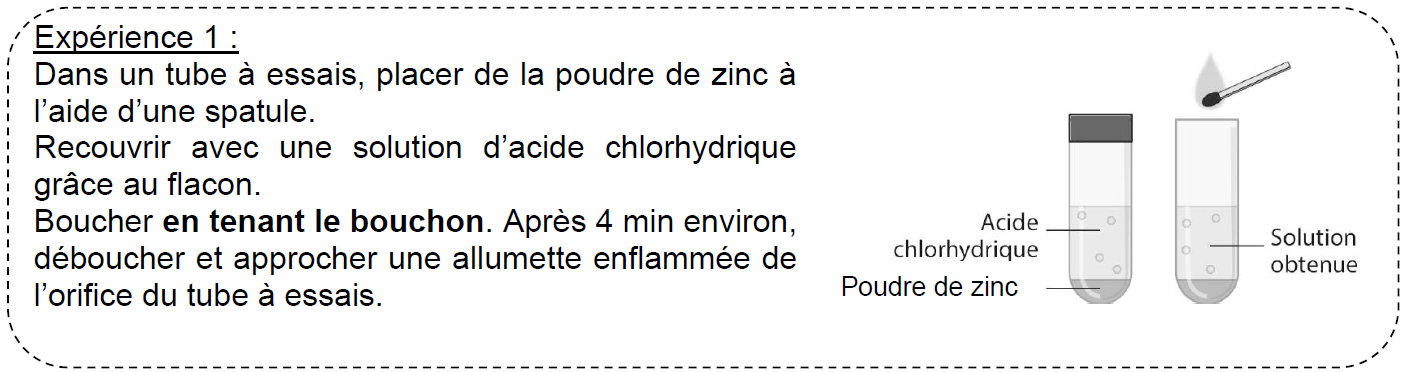 Expérience 1 :
Dans un tube à essais, placer de la poudre de zinc à
l'aide d'une spatule.
Recouvrir avec une solution d'acide chlorhydrique
grâce au flacon.
Boucher en tenant le bouchon. Après 4 min environ,
déboucher et approcher une allumette enflammée de
l'orifice du tube à essais.
Acide
chlorhydrique
Poudre de zinc
Solution
obtenue